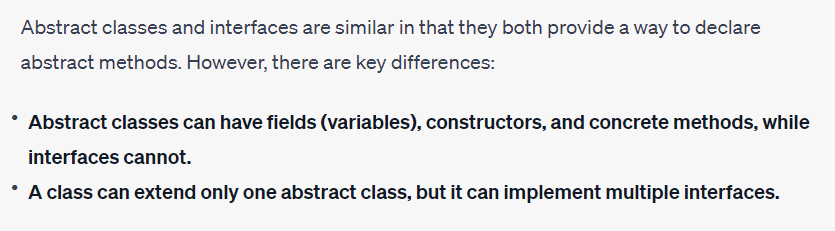 Abstract classes and interfaces are similar in that they both provide a way to declare
abstract methods. However, there are key differences:
• Abstract classes can have fields (variables), constructors, and concrete methods, while
interfaces cannot.
• A class can extend only one abstract class, but it can implement multiple interfaces.